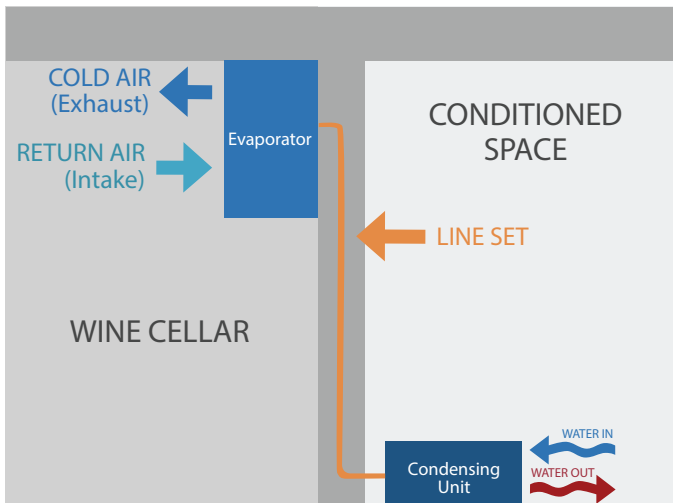 COLD AIR
(Exhaust)
RETURN AIR
(Intake)
Evaporator
CONDITIONED
SPACE
LINE SET
WINE CELLAR
Condensing
Unit
WATER IN
WATER OUT